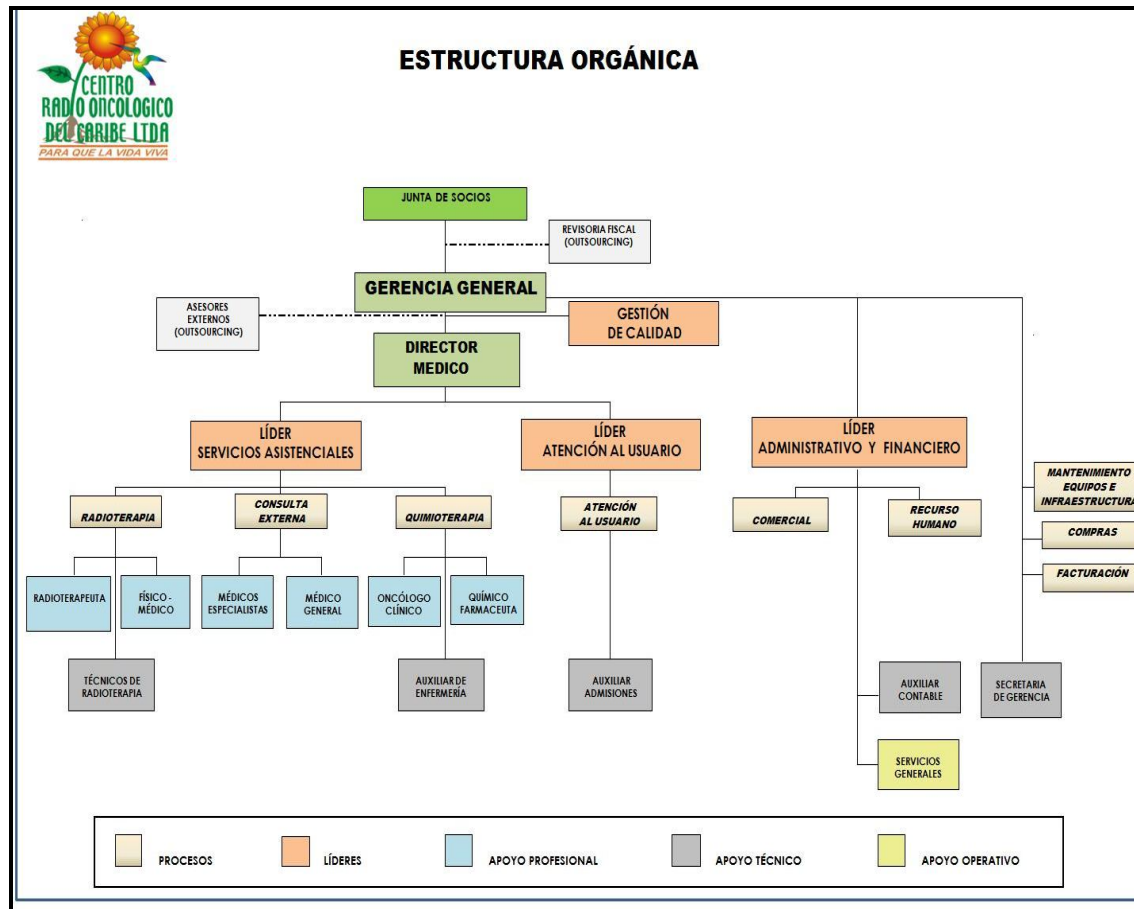 CENTRO
RADIO ONCOLOGICO
DEL CARIBE LTDA
PARA QUE LA VIDA VIVA
ESTRUCTURA ORGÁNICA
JUNTA DE SOCIOS
REVISORIA FISCAL
(OUTSOURCING)
GERENCIA GENERAL
ASESORES
EXTERNOS
(OUTSOURCING)
GESTIÓN
DE CALIDAD
DIRECTOR
MEDICO
LÍDER
SERVICIOS ASISTENCIALES
LÍDER
ATENCIÓN AL USUARIO
LÍDER
ADMINISTRATIVO Y FINANCIERO
RADIOTERAPIA
CONSULTA
EXTERNA
QUIMIOTERAPIA
ATENCIÓN
AL USUARIO
COMERCIAL
RECURSO
HUMANO
MANTENIMIENTO
EQUIPOS E
INFRAESTRUCTURA
COMPRAS
FACTURACIÓN
RADIOTERAPEUTA
FÍSICO -
MÉDICO
MÉDICOS
ESPECIALISTAS
MÉDICO
GENERAL
ONCÓLOGO
CLÍNICO
QUÍMICO
FARMACEUTA
TÉCNICOS DE
RADIOTERAPIA
AUXILIAR DE
ENFERMERÍA
AUXILIAR
ADMISIONES
AUXILIAR
CONTABLE
SECRETARIA
DE GERENCIA
SERVICIOS
GENERALES
PROCESOS
LÍDERES
APOYO PROFESIONAL
APOYO TÉCNICO
APOYO OPERATIVO